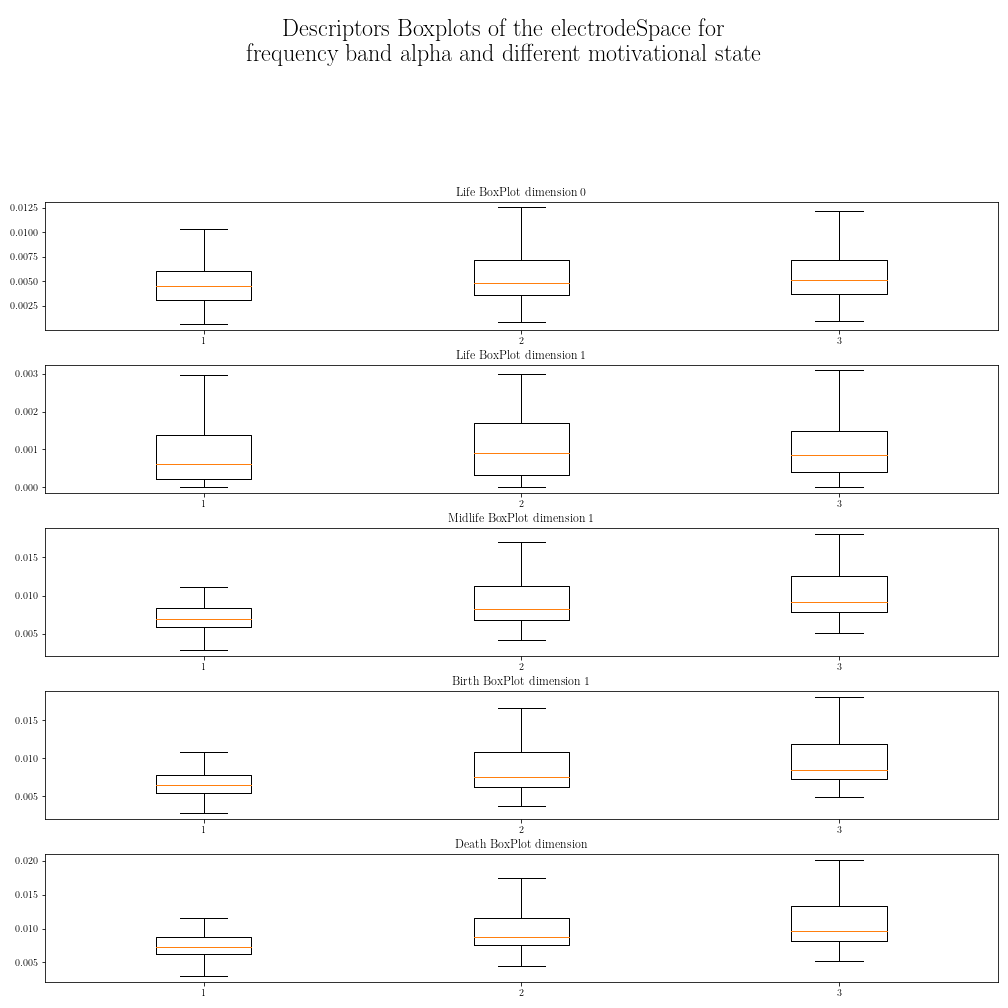 Descriptors Boxplots of the electrodeSpace for
frequency band alpha and different motivational state
Life BoxPlot dimension 0
0.0125
0.0100
0.0075
0.0050
0.0025
1 2 3
Life BoxPlot dimension 1
0.003
0.002
0.001
0.000
1 2 3
Midlife BoxPlot dimension 1
0.015
0.010
0.005
1 2 3
Birth BoxPlot dimension 1
0.015
0.010
0.005
1 2 3
Death BoxPlot dimension
0.020
0.015
0.010
0.005
1 2 3